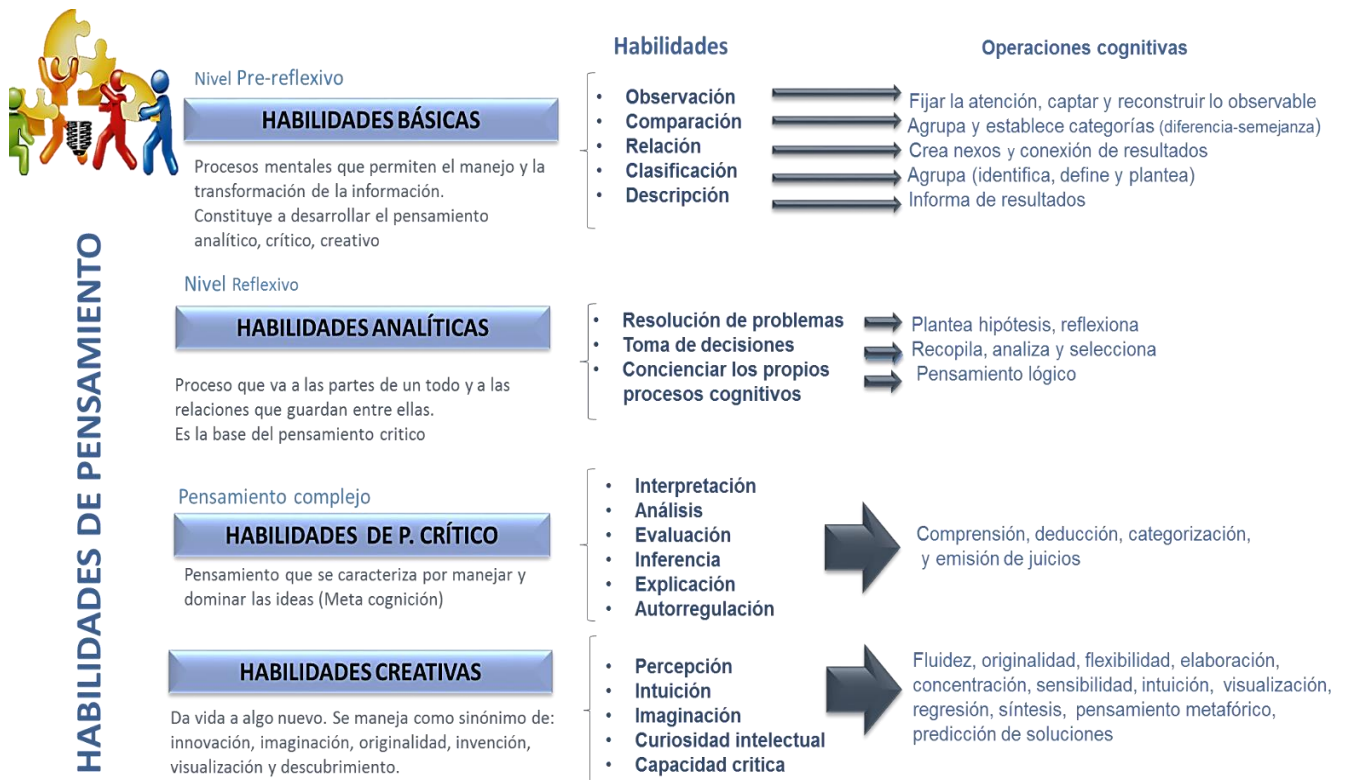 HABILIDADES DE PENSAMIENTO
Habilidades
Operaciones cognitivas
Nivel Pre-reflexivo
HABILIDADES BÁSICAS
Procesos mentales que permiten el manejo y la
transformación de la información.
Constituye a desarrollar el pensamiento
analítico, crítico, creativo
• Observación
• Comparación
• Relación
• Clasificación
• Descripción
Fijar la atención, captar y reconstruir lo observable
Agrupa y establece categorías (diferencia-semejanza)
Crea nexos y conexión de resultados
Agrupa (identifica, define y plantea)
Informa de resultados
Nivel Reflexivo
HABILIDADES ANALÍTICAS
Proceso que va a las partes de un todo y a las
relaciones que guardan entre ellas.
Es la base del pensamiento critico
• Resolución de problemas
• Toma de decisiones
• Concienciar los propios
procesos cognitivos
Plantea hipótesis, reflexiona
Recopila, analiza y selecciona
Pensamiento lógico
Pensamiento complejo
HABILIDADES DE P. CRÍTICO
Pensamiento que se caracteriza por manejar y
dominar las ideas (Meta cognición)
• Interpretación
• Análisis
• Evaluación
• Inferencia
• Explicación
• Autorregulación
Comprensión, deducción, categorización,
y emisión de juicios
HABILIDADES CREATIVAS
Da vida a algo nuevo. Se maneja como sinónimo de:
innovación, imaginación, originalidad, invención,
visualización y descubrimiento.
• Percepción
• Intuición
• Imaginación
• Curiosidad intelectual
• Capacidad critica
Fluidez, originalidad, flexibilidad, elaboración,
concentración, sensibilidad, intuición, visualización,
regresión, síntesis, pensamiento metafórico,
predicción de soluciones